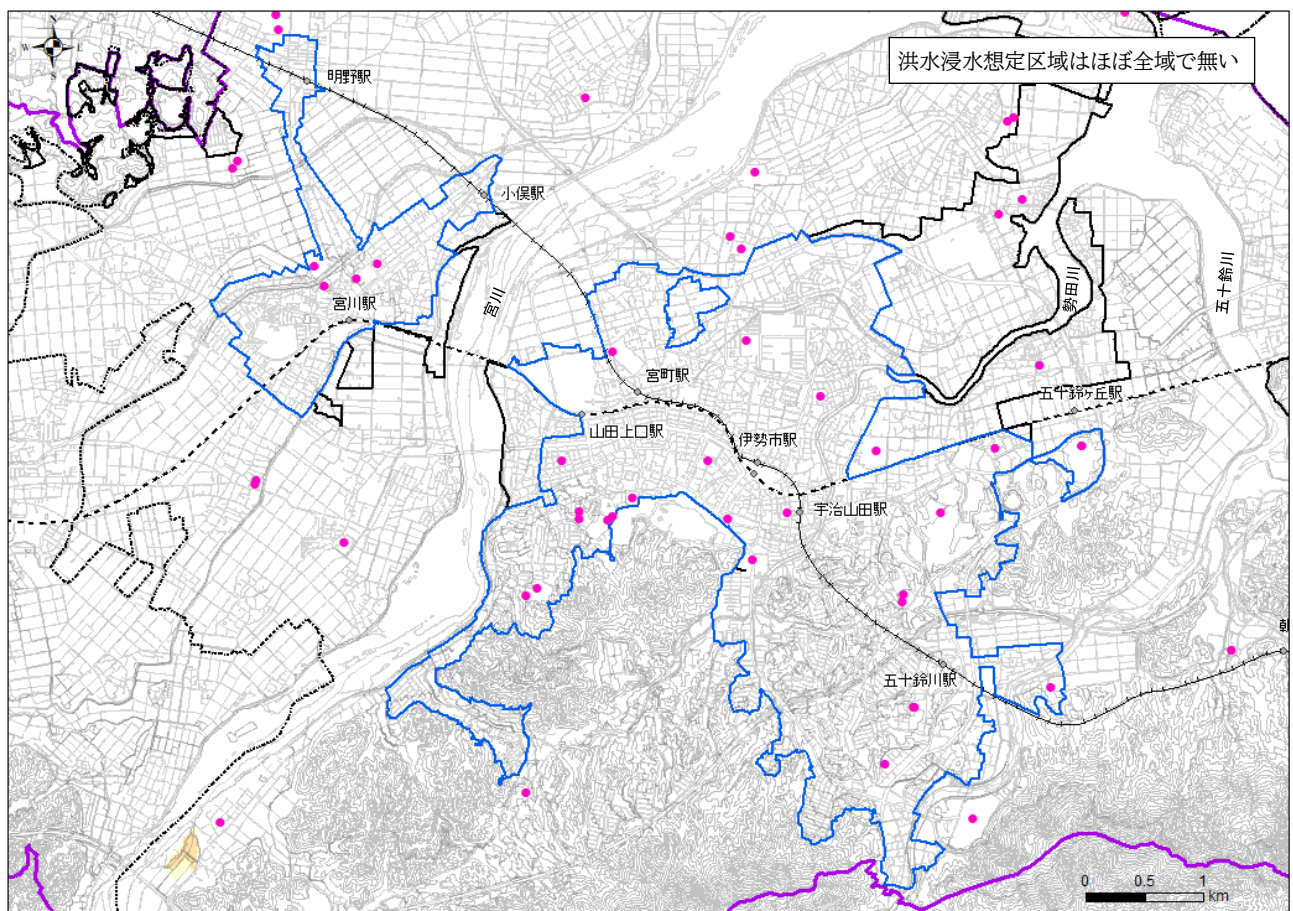 N
W
E
S
洪水浸水想定区域はほぼ全域で無い
明野駅
小俣駅
宮川
宮川駅
勢田川
五十鈴川
宮町駅
五十鈴ヶ丘駅
山田上口駅
伊勢市駅
宇治山田駅
朝
五十鈴川駅
0 0.5 1
km